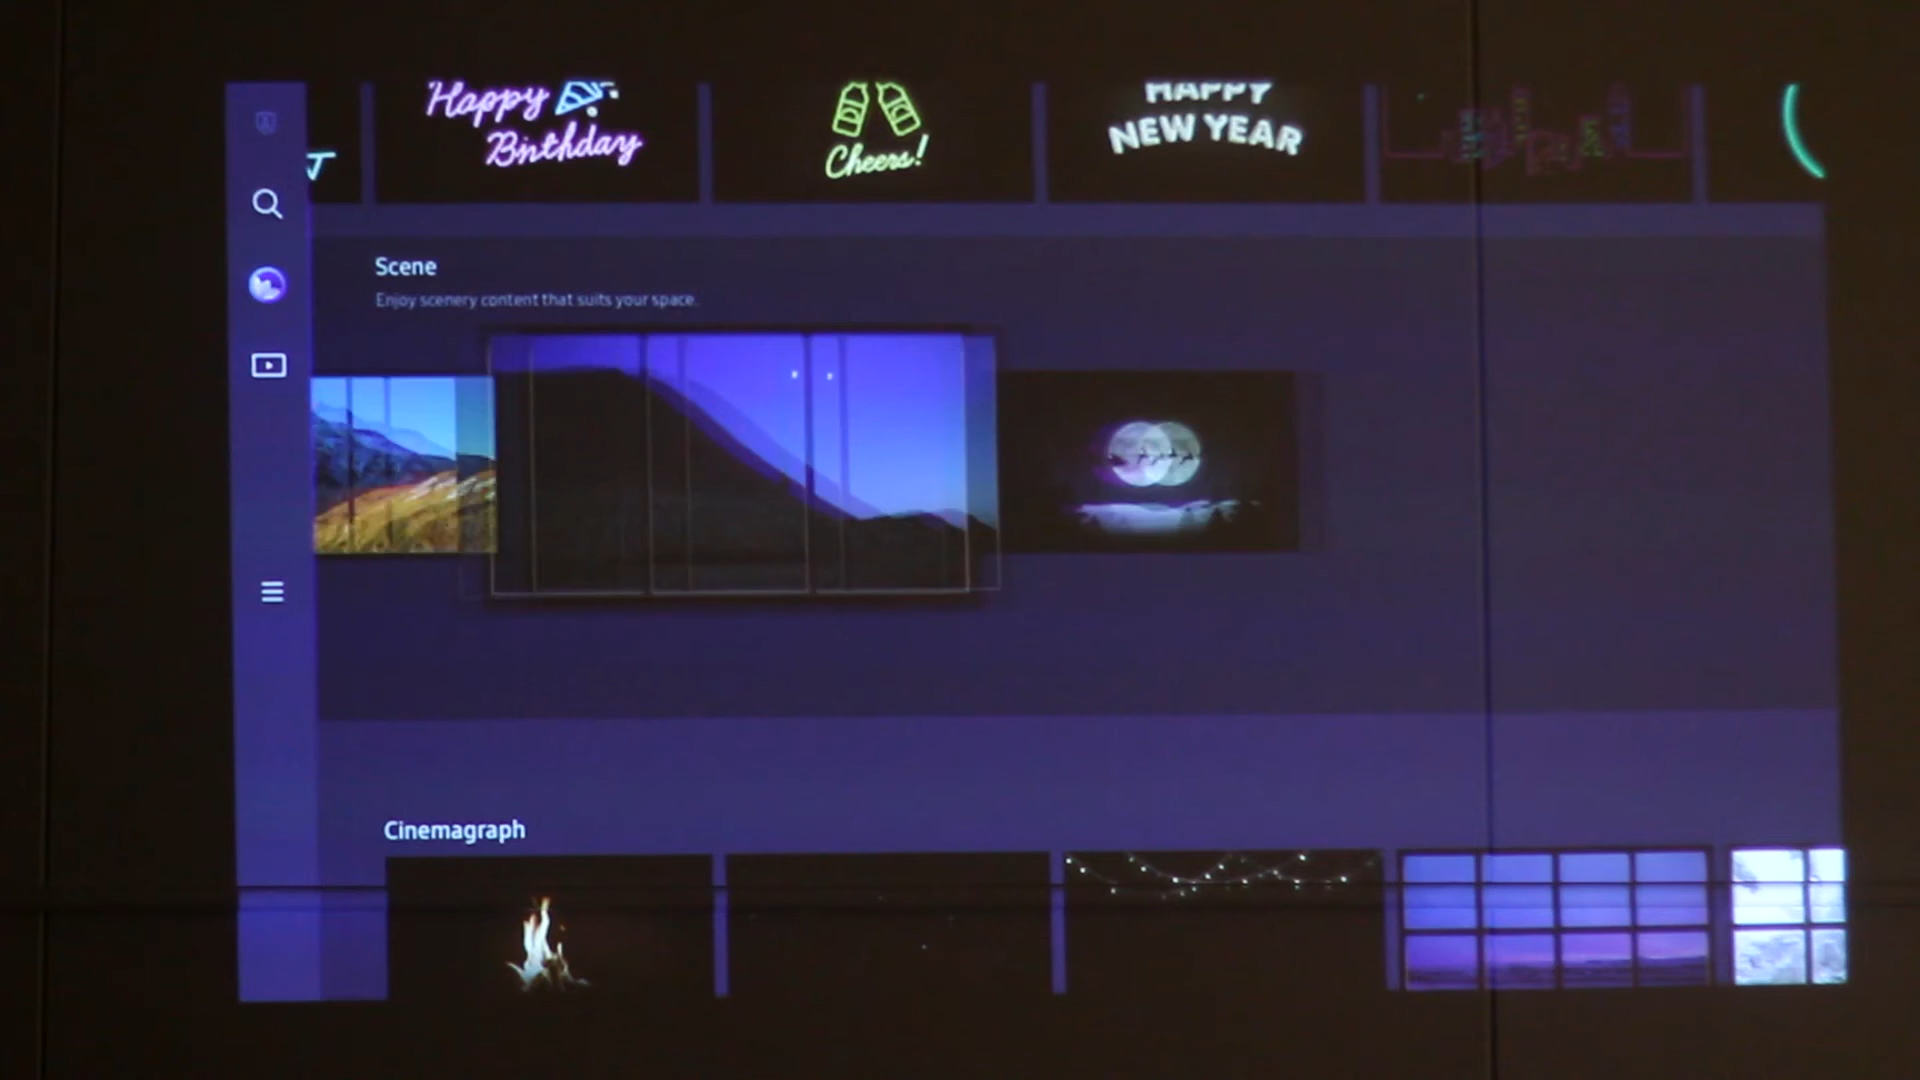 Happy
Birthday
Cheers!
HAPPY
NEW YEAR
Scene
Enjoy scenery content that suits your space.
Cinemagraph